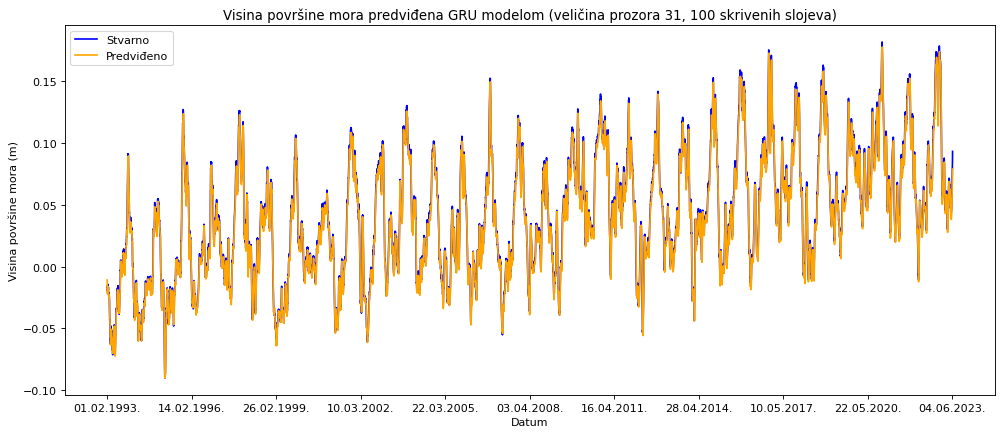 Visina površine mora predviđena GRU modelom (veličina prozora 31, 100 skrivenih slojeva)
Stvarno
Predviđeno
Visina površine mora (m)
0.15
0.10
0.05
0.00
−0.05
−0.10
01.02.1993. 14.02.1996. 26.02.1999. 10.03.2002. 22.03.2005. 03.04.2008. 16.04.2011. 28.04.2014. 10.05.2017. 22.05.2020. 04.06.2023.
Datum